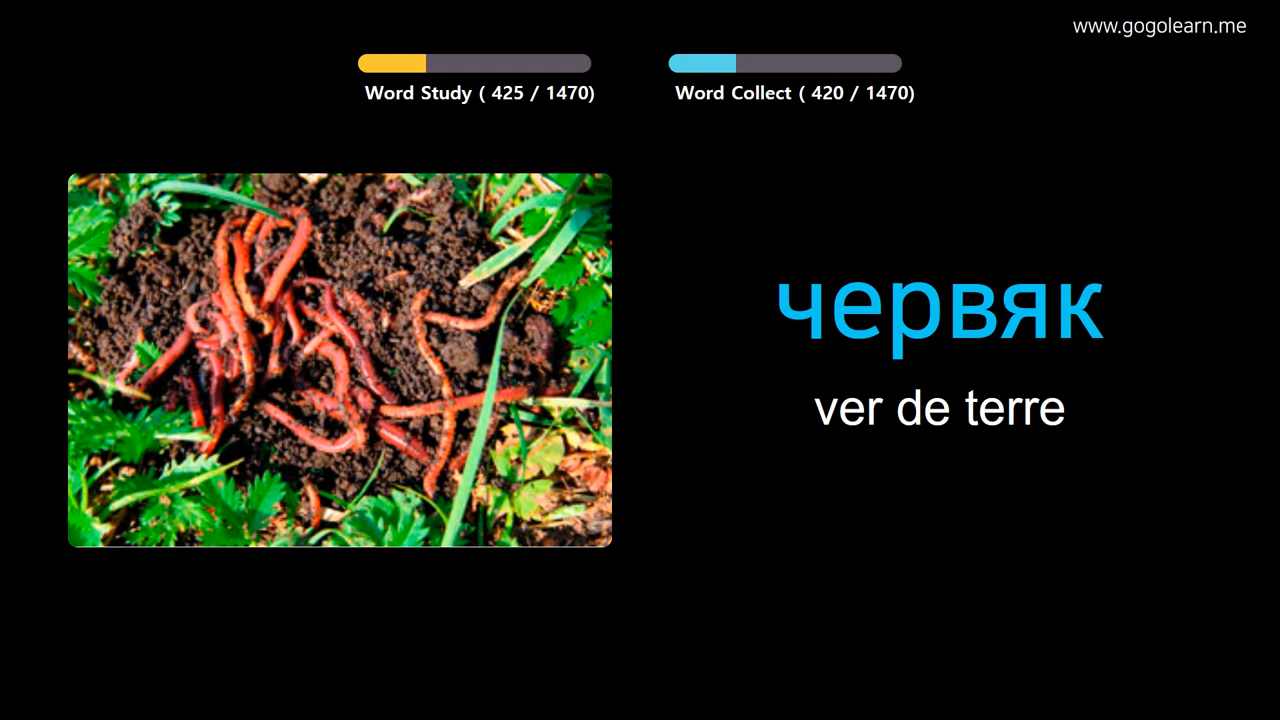 www.gogolearn.me
Word Study ( 425 / 1470)
Word Collect ( 420 / 1470)
червяк
ver de terre